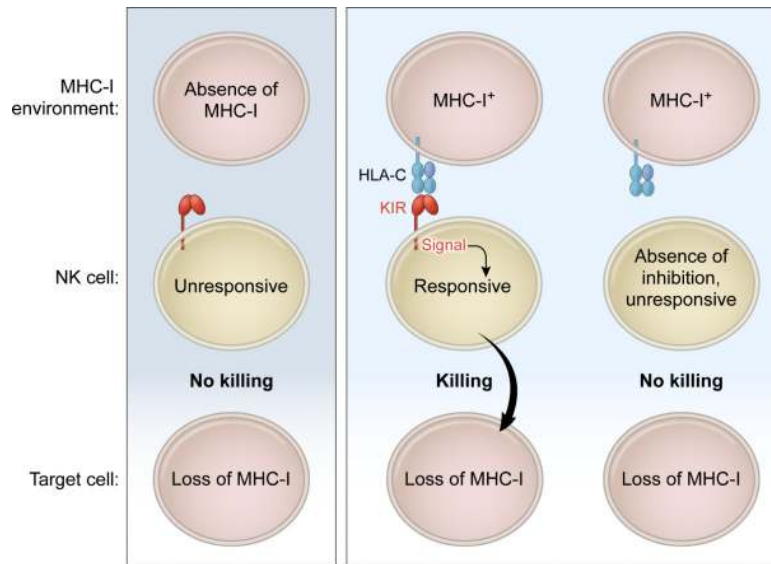 MHC-I
environment:
Absence of
MHC-I
MHC-I⁺
MHC-I⁺
HLA-C
KIR
Signal
NK cell:
Unresponsive
Responsive
Absence of
inhibition,
unresponsive
No killing
Killing
No killing
Target cell:
Loss of MHC-I
Loss of MHC-I
Loss of MHC-I